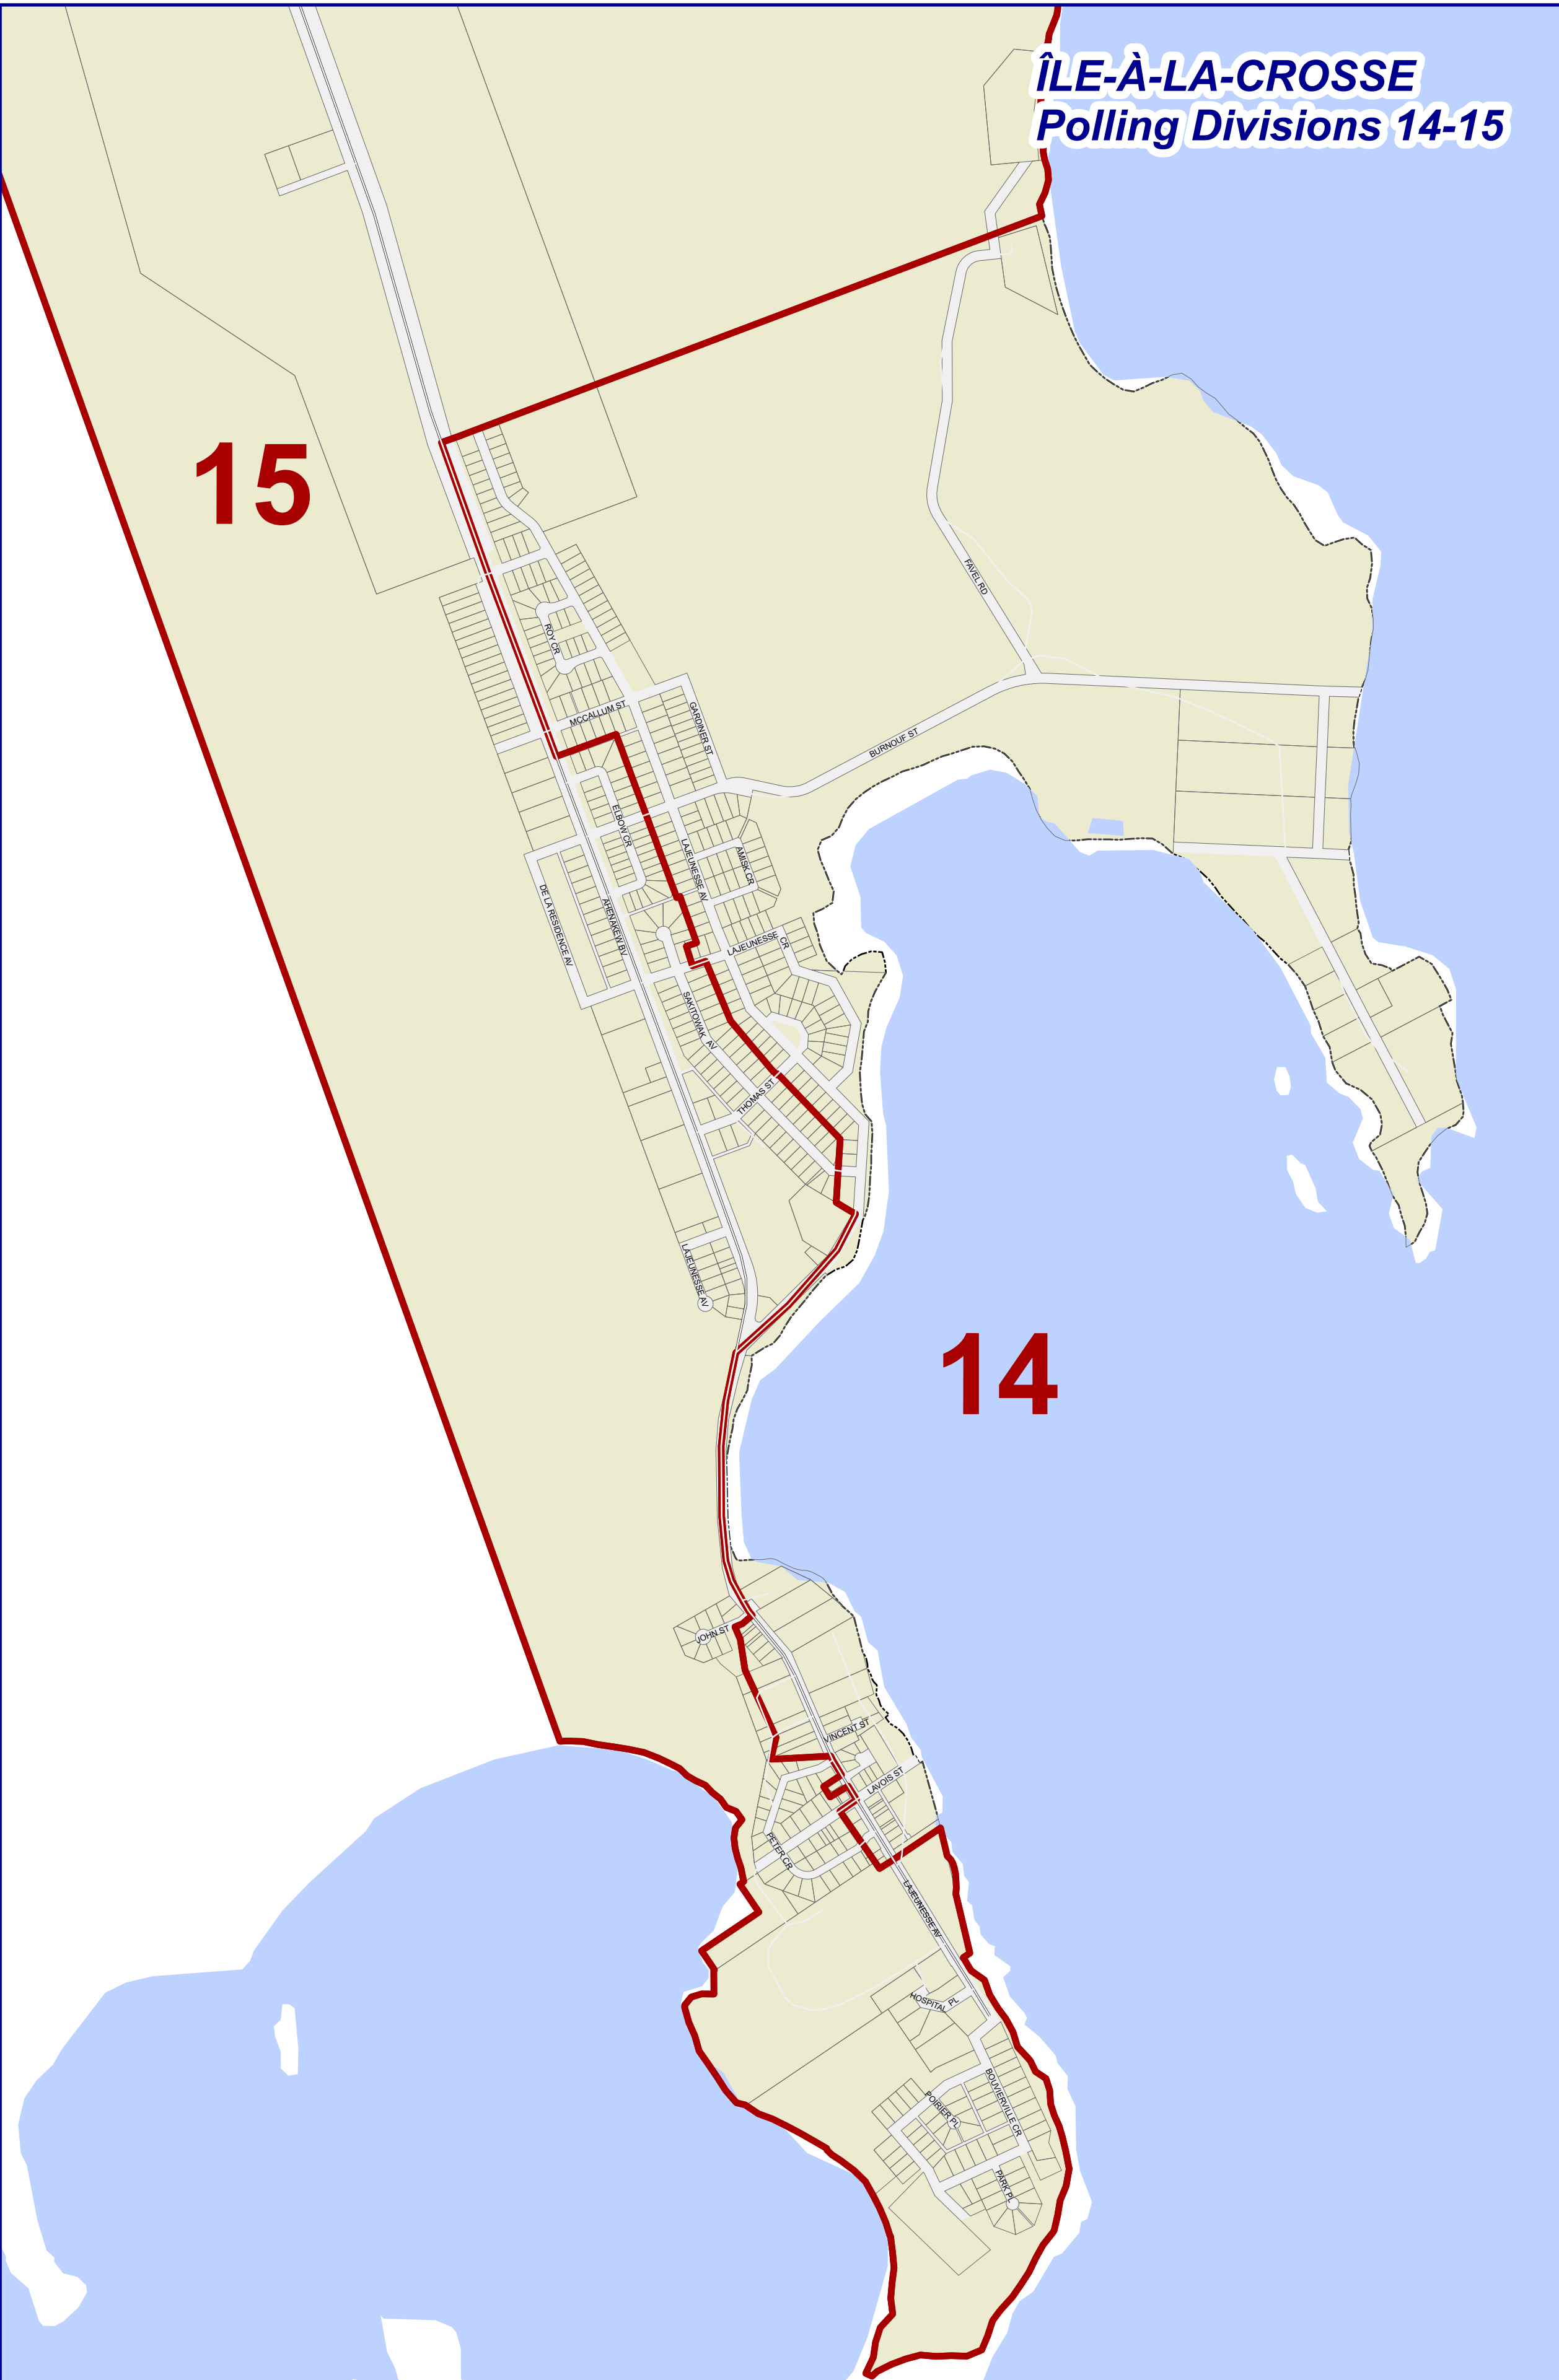 ÎLE-À-LA-CROSSE
Polling Divisions 14-15
15
FAVEL RD
ROY CR
MCCALLUM ST
GARDINER ST
BURNOUF ST
ELBOW CR
LAJEUNESSE AV
AMISK CR
DE LA RESIDENCE AV
AHENAKEW BV
LAJEUNESSE CR
SAKITOWAK AV
THOMAS ST
LAJEUNESSE AV
14
JOHN ST
VINCENT ST
LAVOIS ST
PETER CR
LAJEUNESSE AV
HOSPITAL PL
BOUVIERVILLE CR
POIRIER PL
PARK PL